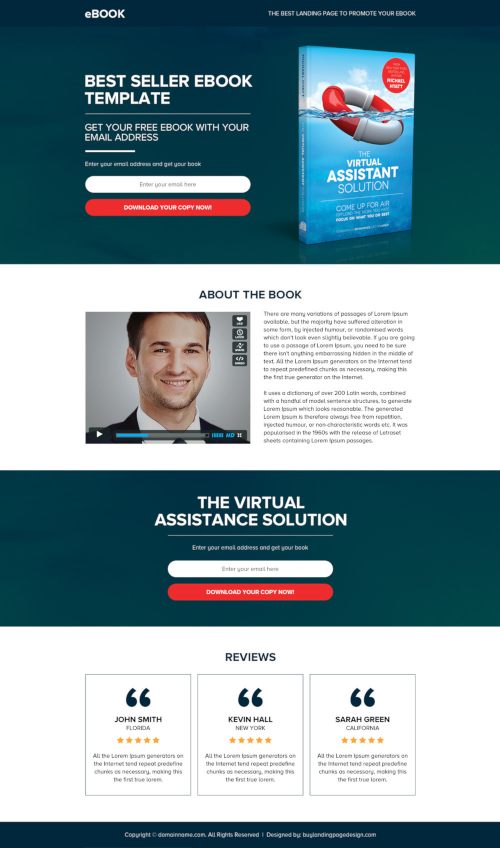 eBOOK
THE BEST LANDING PAGE TO PROMOTE YOUR EBOOK
BEST SELLER EBOOK
TEMPLATE
GET YOUR FREE EBOOK WITH YOUR
EMAIL ADDRESS
Enter your email address and get your book
Enter your email here
DOWNLOAD YOUR COPY NOW!
MICHAEL
HYATT
THE
VIRTUAL
ASSISTANT
SOLUTION
COME UP FOR AIR
FOCUS ON WHAT YOU DO BEST
ABOUT THE BOOK
There are many variations of passages of Lorem Ipsum
available, but the majority have suffered alteration in
some form, by injected humour, or randomised words
which don't look even slightly believable. If you are going
to use a passage of Lorem Ipsum, you need to be sure
there isn't anything embarrassing hidden in the middle of
text. All the Lorem Ipsum generators on the Internet tend
to repeat predefined chunks as necessary, making this
the first true generator on the Internet.
It uses a dictionary of over 200 Latin words, combined
with a handful of model sentence structures, to generate
Lorem Ipsum which looks reasonable. The generated
Lorem Ipsum is therefore always free from repetition,
injected humour, or non-characteristic words etc. It was
popularised in the 1960s with the release of Letraset
sheets containing Lorem Ipsum passages.
HD
THE VIRTUAL
ASSISTANCE SOLUTION
Enter your email address and get your book
Enter your email here
DOWNLOAD YOUR COPY NOW!
REVIEWS
JOHN SMITH
FLORIDA
All the Lorem Ipsum generators on
the Internet tend repeat predefine
chunks as necessary, making this
the first true lorem.
KEVIN HALL
NEW YORK
All the Lorem Ipsum generators on
the Internet tend repeat predefine
chunks as necessary, making this
the first true lorem.
SARAH GREEN
CALIFORNIA
All the Lorem Ipsum generators on
the Internet tend repeat predefine
chunks as necessary, making this
the first true lorem.
Copyright © domainname.com. All Rights Reserved | Designed by: buylandingpagedesign.com